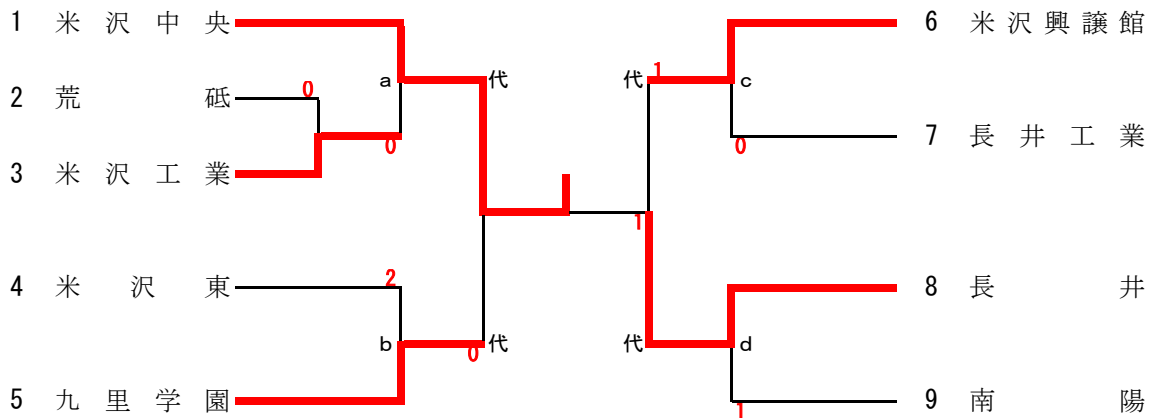 1 米沢中央
6 米沢興譲館
1
a 代
代 c
2 荒砥
0
0
0
7 長井工業
3 米沢工業
1
4 米沢東
2
8 長井
b 代
代 d
0
5 九里学園
1
9 南陽